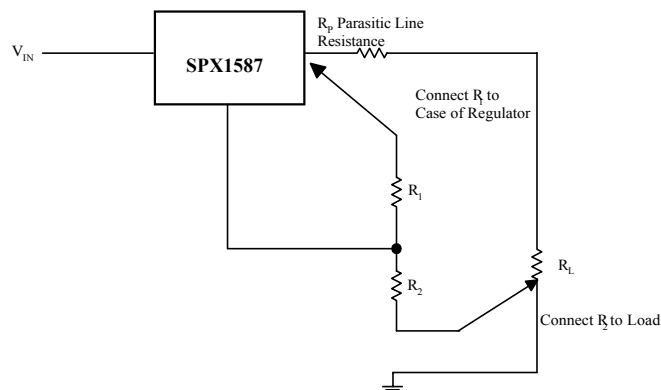 R_P Parasitic Line
Resistance
V_IN
SPX1587
Connect R_1 to
Case of Regulator
R_1
R_L
R_2
Connect R_2 to Load